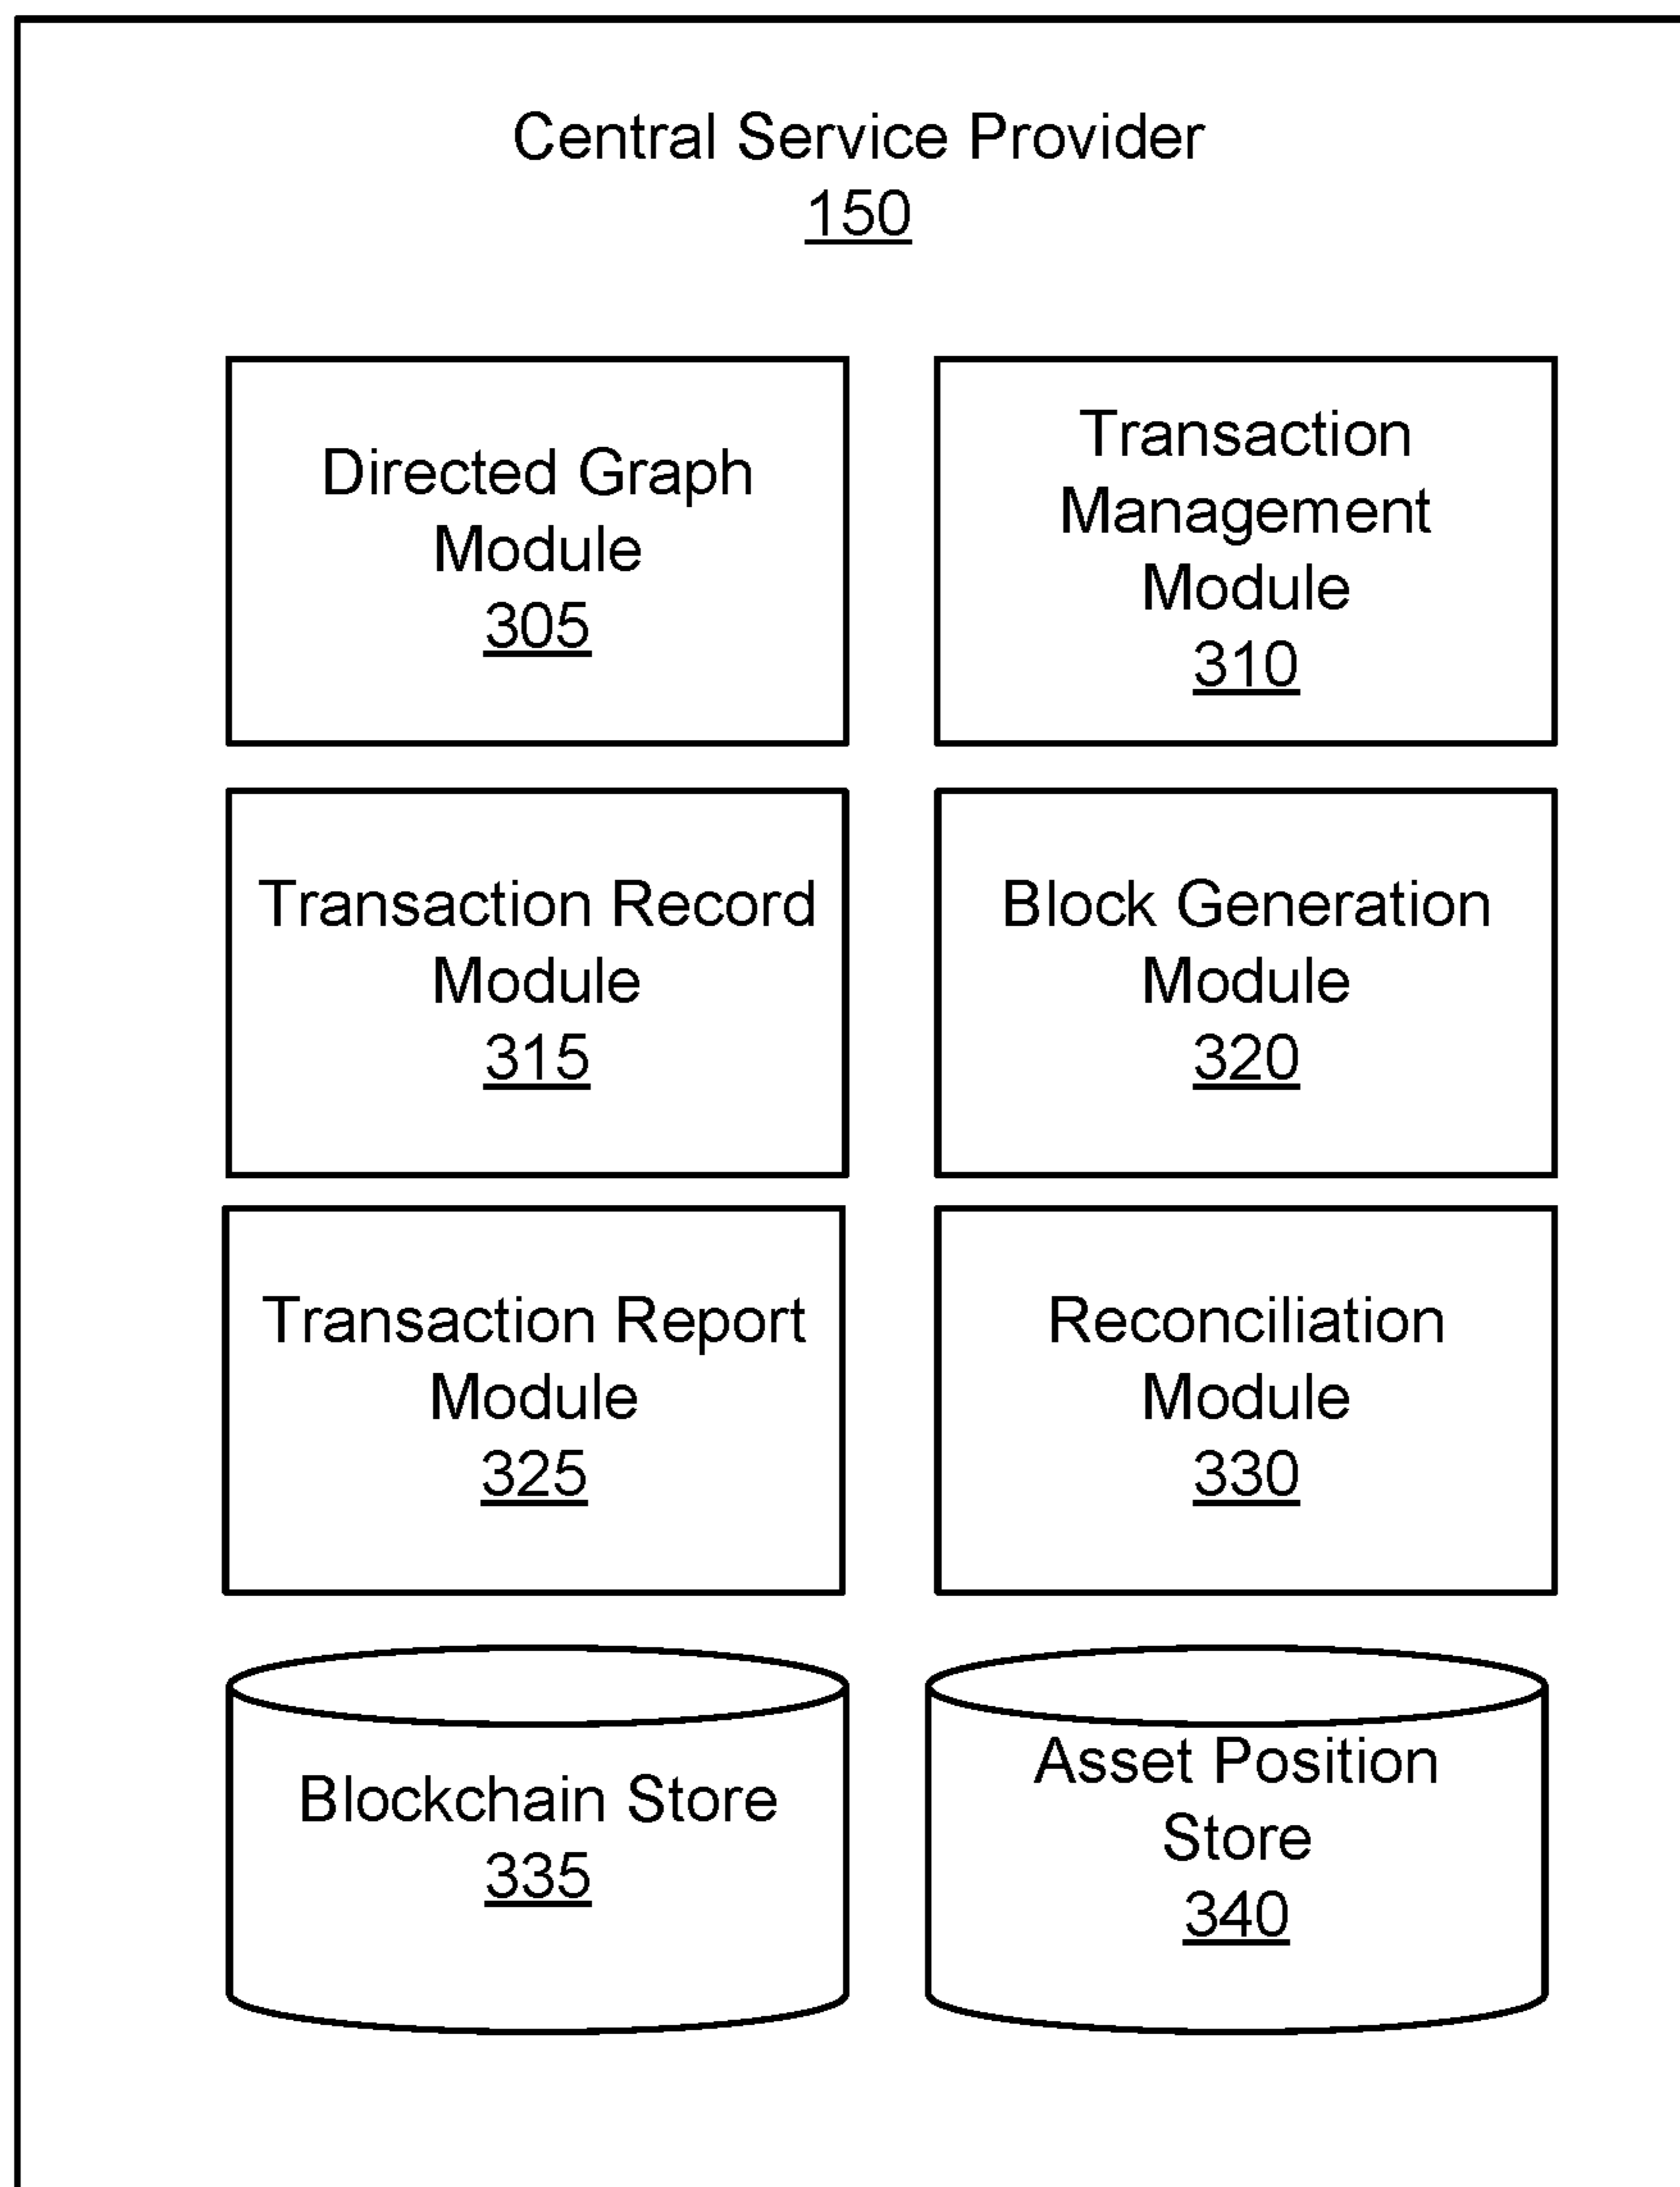 Central Service Provider
150
Directed Graph
Module
305
Transaction
Management
Module
310
Transaction Record
Module
315
Block Generation
Module
320
Transaction Report
Module
325
Reconciliation
Module
330
Blockchain Store
335
Asset Position
Store
340